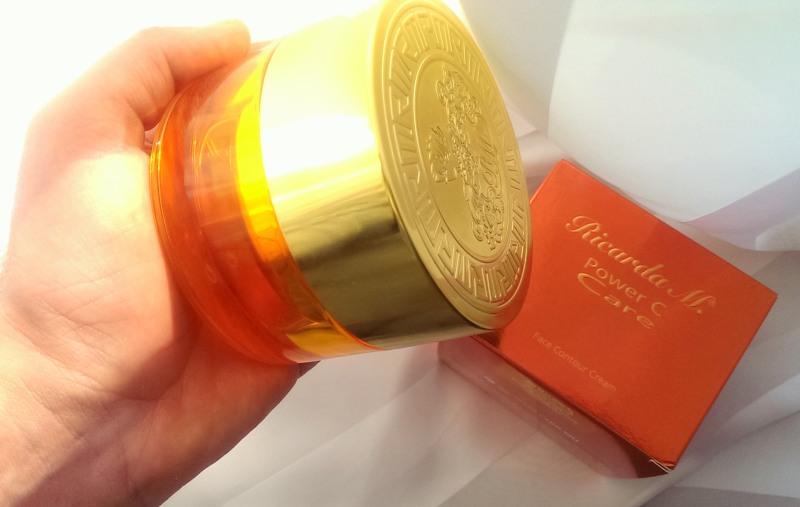 Ricarda M.
Power C
Care
Face Contour Cream